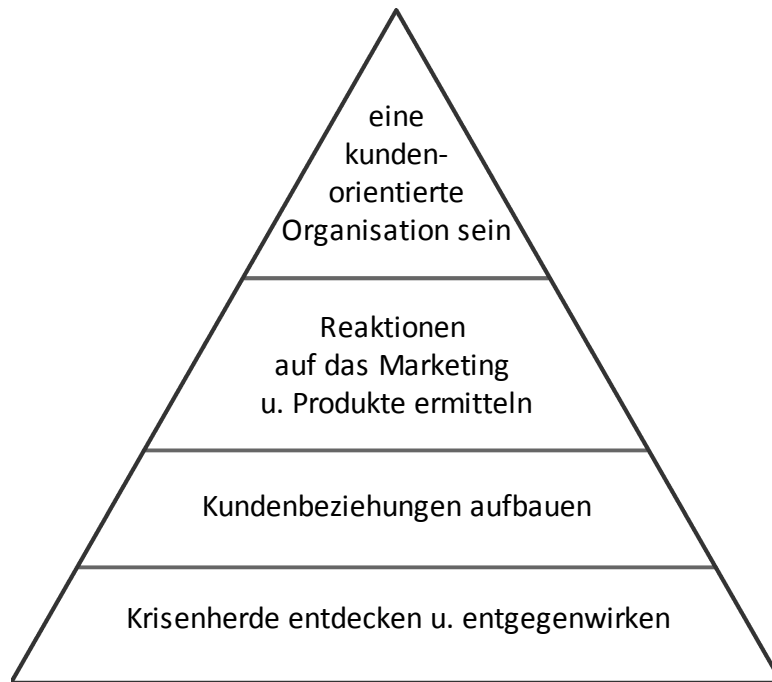 eine
kunden-
orientierte
Organisation sein
Reaktionen
auf das Marketing
u. Produkte ermitteln
Kundenbeziehungen aufbauen
Krisenherde entdecken u. entgegenwirken